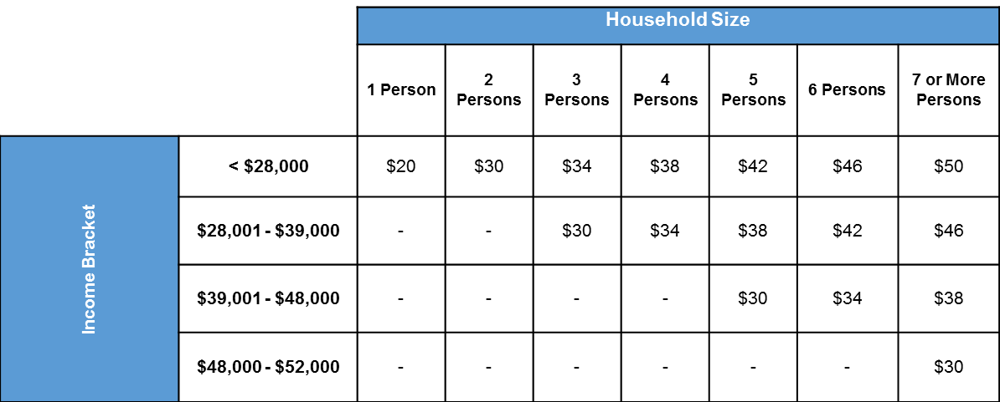 Household Size
1 Person 2 Persons 3 Persons 4 Persons 5 Persons 6 Persons 7 or More Persons
Income Bracket
< $28,000 $20 $30 $34 $38 $42 $46 $50
$28,001 - $39,000 - - $30 $34 $38 $42 $46
$39,001 - $48,000 - - - - $30 $34 $38
$48,000 - $52,000 - - - - - - $30